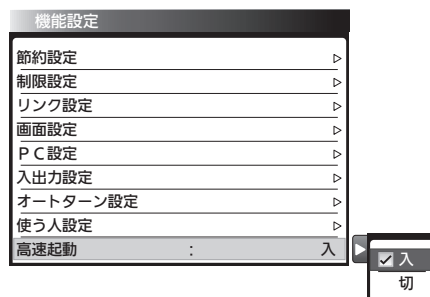 機能設定
節約設定
制限設定
リンク設定
画面設定
ＰＣ設定
入出力設定
オートターン設定
使う人設定
高速起動 : 入
入
切